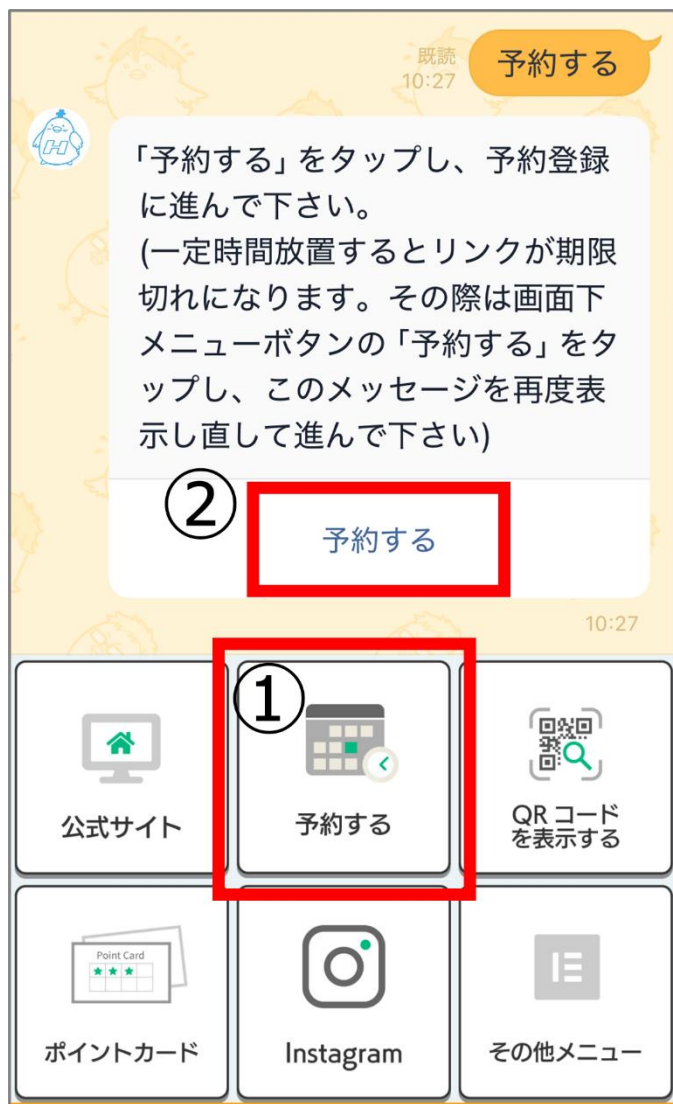 既読
10:27
予約する
H
「予約する」をタップし、予約登録
に進んで下さい。
(一定時間放置するとリンクが期限
切れになります。その際は画面下
メニューボタンの「予約する」をタ
ップし、このメッセージを再度表
示し直して進んで下さい)
②
予約する
10:27
①
公式サイト
予約する
QR コード
を表示する
Point Card
ポイントカード
Instagram
その他メニュー